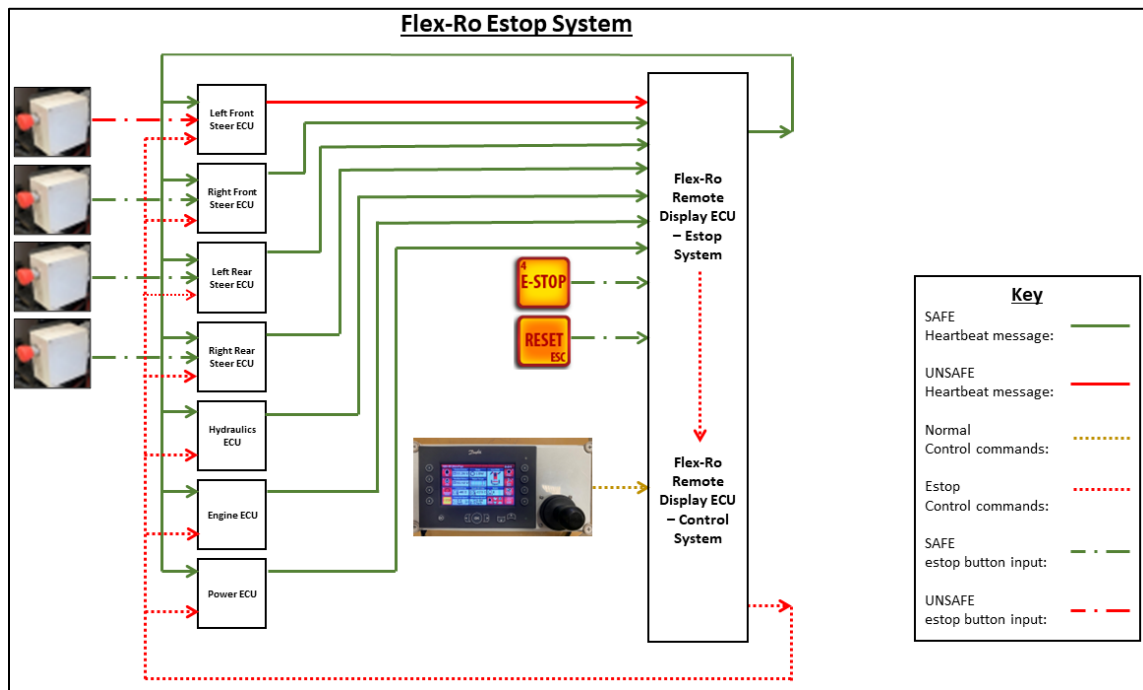 Flex-Ro Estop System
Left Front
Steer ECU
Right Front
Steer ECU
Left Rear
Steer ECU
Right Rear
Steer ECU
Hydraulics
ECU
Engine ECU
Power ECU
4
E-STOP
RESET
ESC
Danfoss
Flex-Ro
Remote
Display ECU
– Estop
System
Flex-Ro
Remote
Display ECU
– Control
System
Key
SAFE
Heartbeat message:
UNSAFE
Heartbeat message:
Normal
Control commands:
Estop
Control commands:
SAFE
estop button input:
UNSAFE
estop button input: